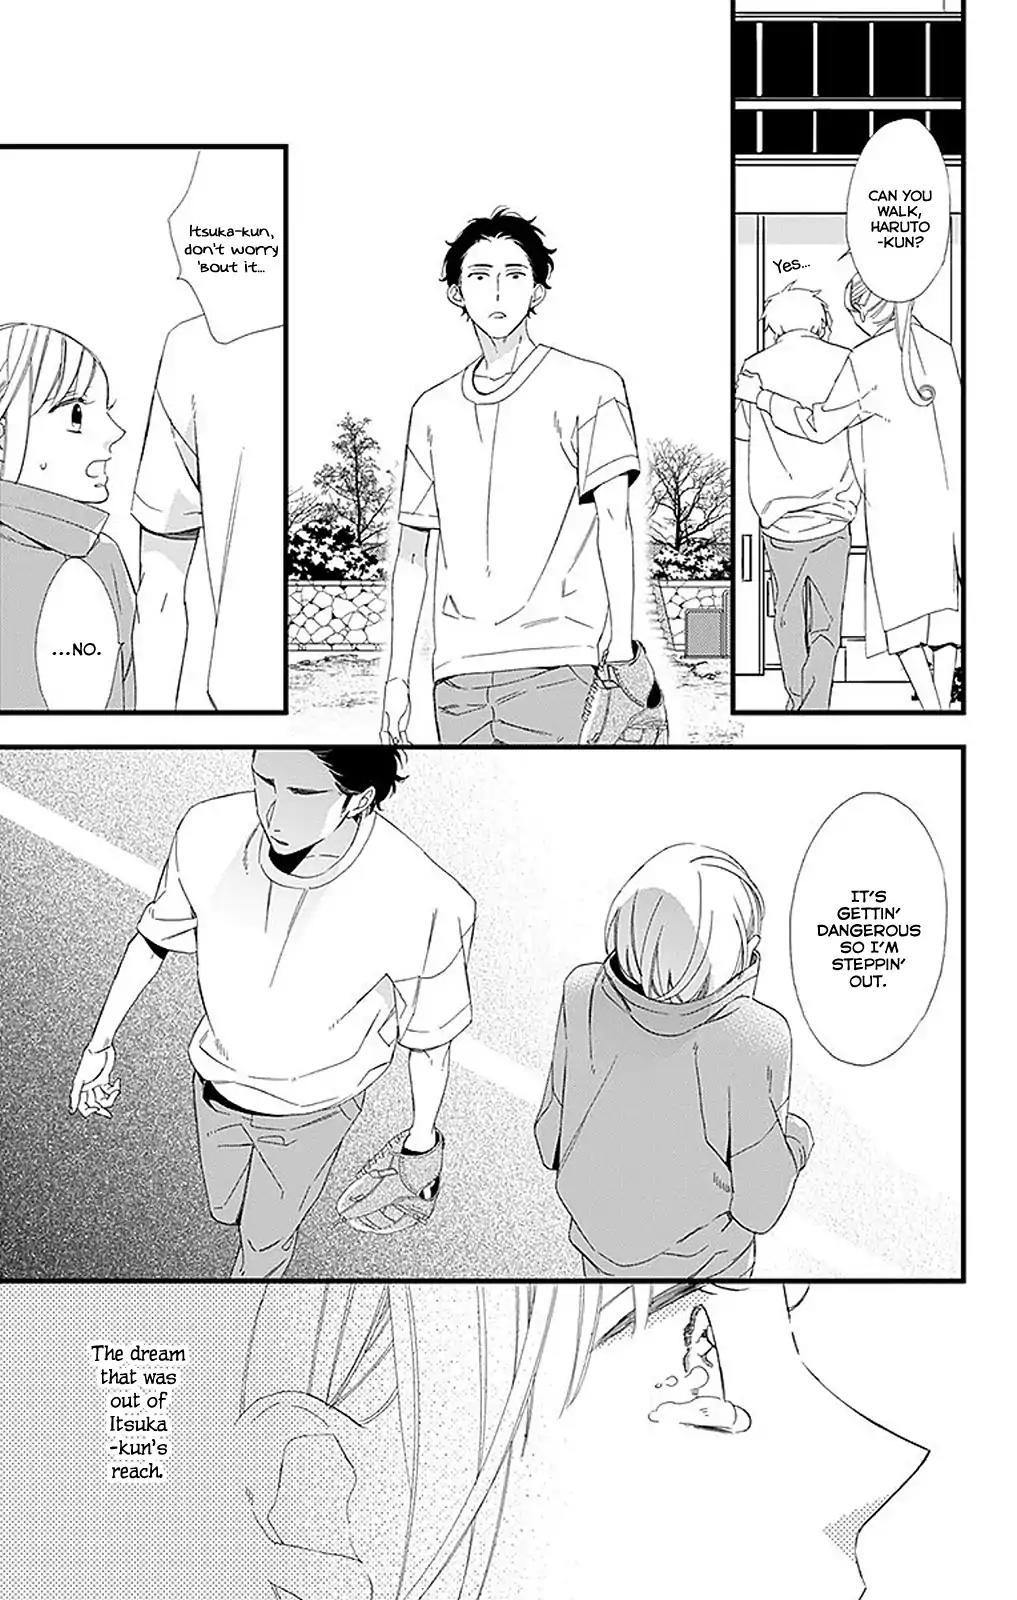 CAN YOU
WALK,
HARUTO
-KUN?
Yes...
Itsuka-kun,
don't worry
'bout it...
...NO.
IT'S
GETTIN'
DANGEROUS
SO I'M
STEPPIN'
OUT.
The dream
that was
out of
Itsuka
-kun's
reach.